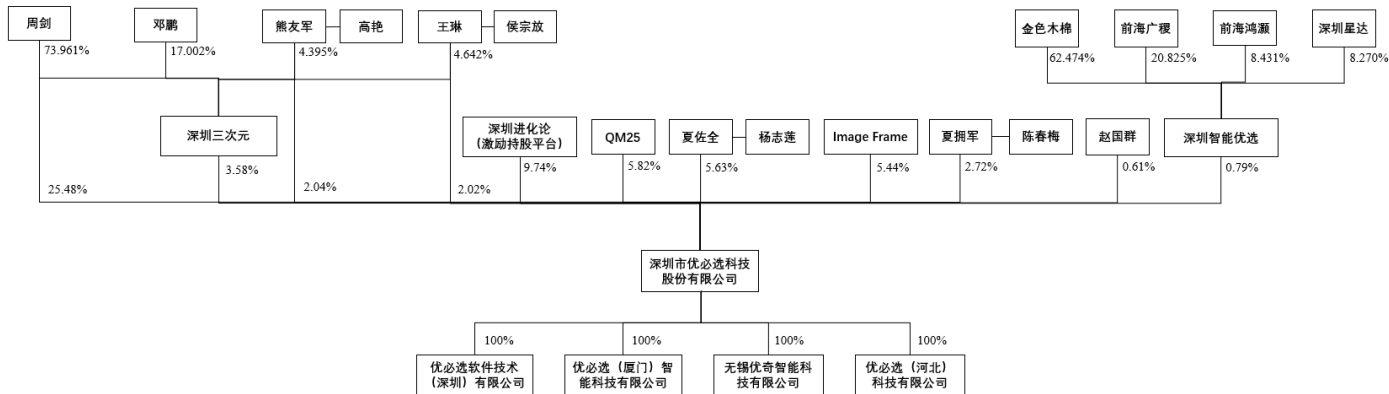 周剑
邓鹏
熊友军
高艳
王琳
侯宗放
金色木棉
前海广稷
前海鸿灏
深圳星达
73.961%
17.002%
4.395%
4.642%
62.474%
20.825%
8.431%
8.270%
深圳三次元
深圳进化论
（激励持股平台）
QM25
夏佐全
杨志莲
Image Frame
夏拥军
陈春梅
赵国群
深圳智能优选
3.58%
9.74%
5.82%
5.63%
5.44%
2.72%
0.61%
0.79%
25.48%
2.04%
2.02%
深圳市优必选科技
股份有限公司
100%
100%
100%
100%
优必选软件技术
（深圳）有限公司
优必选（厦门）智
能科技有限公司
无锡优奇智能科
技有限公司
优必选（河北）
科技有限公司